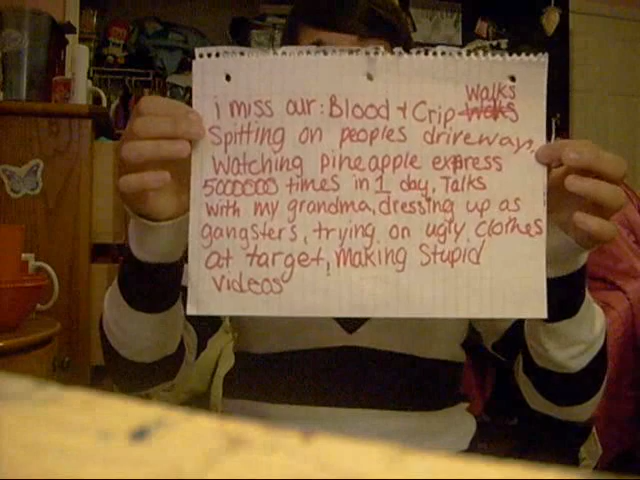 Walks
i miss our: Blood + Crip Waks
Spitting on peoples driveways,
Watching pineapple express
5000000 times in 1 day, Talks
with my grandma, dressing up as
gangsters, trying on ugly clothes
at target, Making Stupid
videos